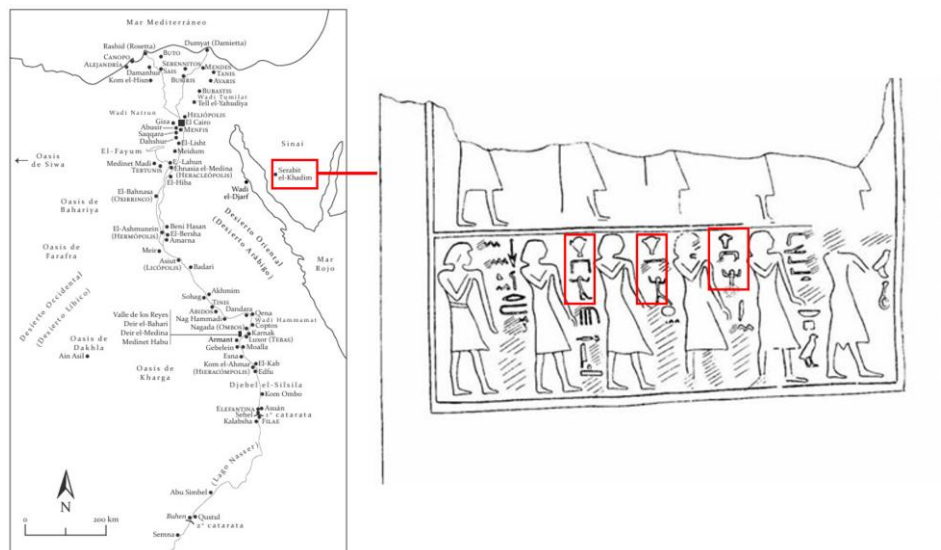 Mar Mediterráneo
Rashid (Rosetta)
Dumyat (Damietta)
CANOPO
BUTO
ALEJANDRÍA
SEBENNITOS
MENDES
Damanhur
SAIS
TANIS
Kom el-Hisn
BUSIRIS
AVARIS
BUBASTIS
Wadi Tumilat
Tell el-Yahudiya
Wadi Natrun
HELIÓPOLIS
Giza
El Cairo
Abusir
MENFIS
Saqqara
Dahshur
El-Lisht
El-Fayum
Meidum
Sinaí
Oasis
de Siwa
Medinet Madi
El-Lahun
TEBTUNIS
Ehnasia el-Medina
(HERACLEÓPOLIS)
El-Hiba
Serabit
el-Khadim
Wadi
el-Djarf
El-Bahnasa
(OXIRRINCO)
Oasis de
Bahariya
Desierto Oriental
(Desierto Arábigo)
Beni Hasan
El-Ashmunein
El-Bersha
(HERMÓPOLIS)
Amarna
Oasis de
Farafra
Meir
Mar
Rojo
Asiut
(LICÓPOLIS)
Badari
Desierto Occidental
(Desierto Líbico)
Akhmim
Sohag
TINIS
ABIDOS
Dandara
Qena
Valle de los Reyes
Nag Hammadi
Wadi Hammamat
Deir el-Bahari
Nagada (OMBOS)
Coptos
Deir el-Medina
Karnak
Medinet Habu
Luxor (TEBAS)
Armant
Oasis de
Dakhla
Gebelein
Moalla
Ain Asil
Esna
Oasis de
Kharga
Kom el-Ahmar
El-Kab
(HIERACÓMPOLIS)
Edfu
Djebel el-Silsila
Kom Ombo
ELEFANTINA
Asuán
Sehel
1ª catarata
Kalabsha
FILAE
(Lago Nasser)
Abu Simbel
N
0
200 km
Buhen
Qustul
2ª catarata
Semna